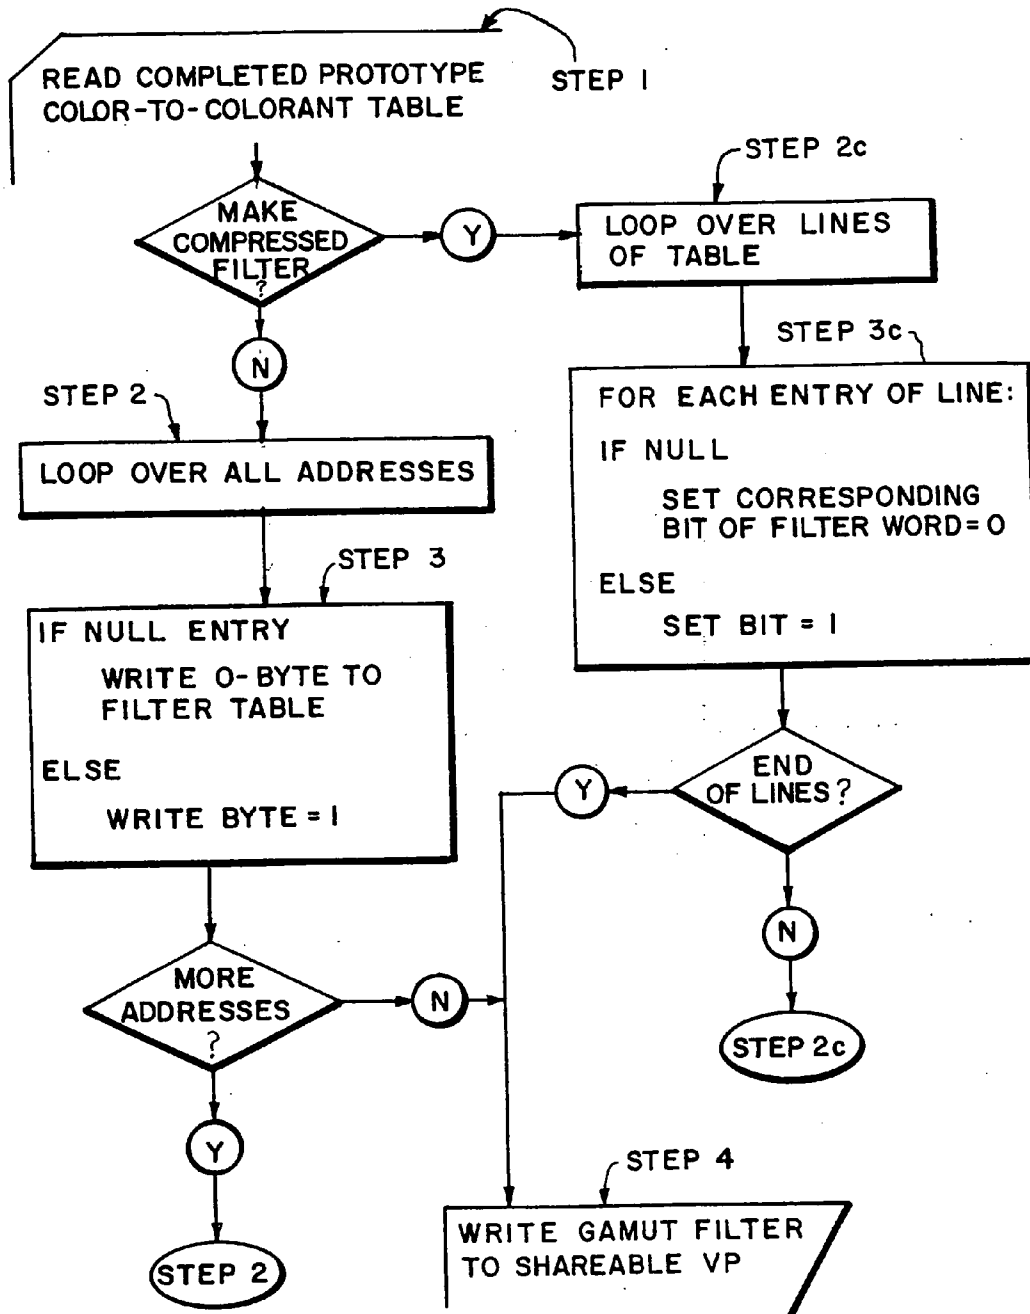 STEP 1
READ COMPLETED PROTOTYPE
COLOR-TO-COLORANT TABLE
MAKE
COMPRESSED
FILTER
?
Y
STEP 2c
LOOP OVER LINES
OF TABLE
N
STEP 2
LOOP OVER ALL ADDRESSES
STEP 3c
FOR EACH ENTRY OF LINE:
IF NULL
SET CORRESPONDING
BIT OF FILTER WORD=0
ELSE
SET BIT = 1
STEP 3
IF NULL ENTRY
WRITE 0-BYTE TO
FILTER TABLE
ELSE
WRITE BYTE = 1
END
OF LINES?
Y
N
STEP 2c
MORE
ADDRESSES
?
N
Y
STEP 2
STEP 4
WRITE GAMUT FILTER
TO SHAREABLE VP